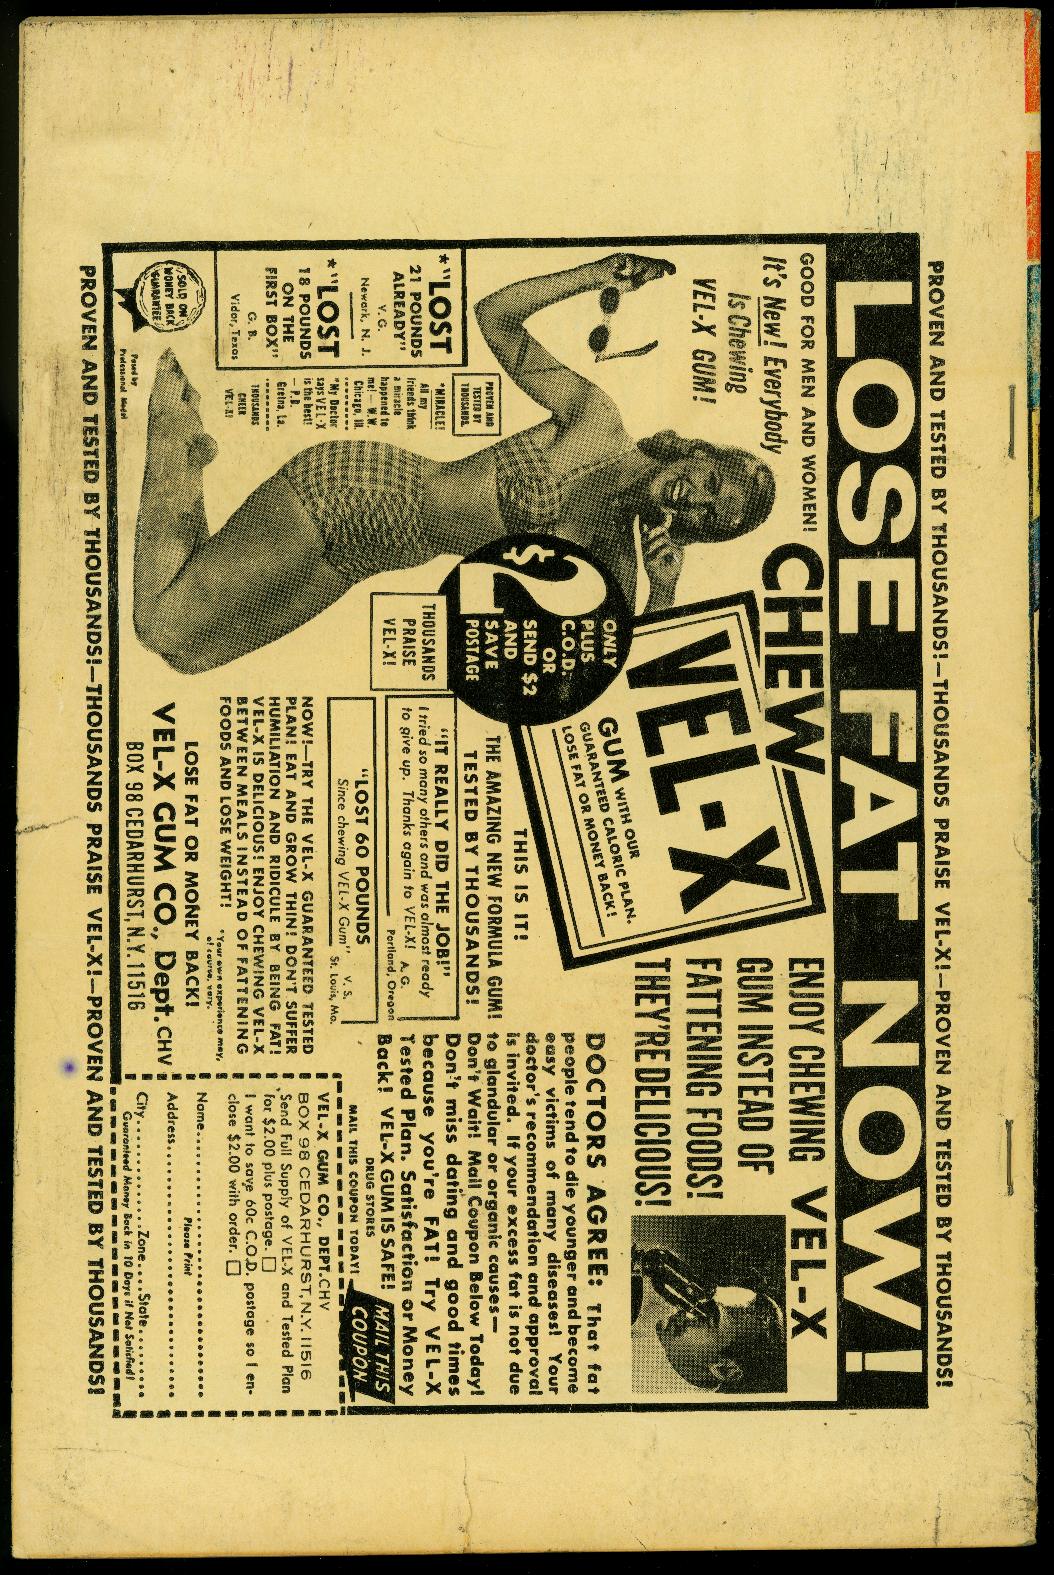 PROVEN AND TESTED BY THOUSANDS!—THOUSANDS PRAISE VEL-X!—PROVEN AND TESTED BY THOUSANDS!
LOSE FAT NOW!
GOOD FOR MEN AND WOMEN!
It's New! Everybody
Is Chewing
VEL-X GUM!
CHEW
VEL-X
GUM WITH OUR
GUARANTEED CALORIC PLAN.
LOSE FAT OR MONEY BACK!
ENJOY CHEWING VEL-X
GUM INSTEAD OF
FATTENING FOODS!
THEY'RE DELICIOUS!
$2
ONLY
PLUS
C.O.D.
OR
SEND $2
AND
SAVE
POSTAGE
★"LOST
21 POUNDS
ALREADY"
V.G.
Newark, N. J.
★"LOST
18 POUNDS
ON THE
FIRST BOX"
G. B.
Vidor, Texas
PROVEN AND
TESTED BY
THOUSANDS.
"MIRACLE!
All my
friends think
a miracle
happened to
me! — W.W.
Chicago, Ill.
"My Doctor
says VEL-X
is the best!
— P.B.
Gretna, La.
THOUSANDS
CHEER
VEL-X!
SOLD ON
MONEY BACK
GUARANTEE
Posed by
Professional Model
THOUSANDS
PRAISE
VEL-X!
THIS IS IT!
THE AMAZING NEW FORMULA GUM!
TESTED BY THOUSANDS!
"IT REALLY DID THE JOB!"
I tried so many others and was almost ready
to give up. Thanks again to VEL-X! A. G.
Portland, Oregon
"LOST 60 POUNDS
Since chewing VEL-X Gum" V. S.,
St. Louis, Mo.
NOW!—TRY THE VEL-X GUARANTEED TESTED
PLAN! EAT AND GROW THIN! DON'T SUFFER
HUMILIATION AND RIDICULE BY BEING FAT!
VEL-X IS DELICIOUS! ENJOY CHEWING VEL-X
BETWEEN MEALS INSTEAD OF FATTENING
FOODS AND LOSE WEIGHT!
*Your own experience may,
of course, vary.
LOSE FAT OR MONEY BACK!
VEL-X GUM CO., Dept. CHV
BOX 98 CEDARHURST, N.Y. 11516
DOCTORS AGREE: That fat
people tend to die younger and become
easy victims of many diseases! Your
doctor's recommendation and approval
is invited. If your excess fat is not due
to glandular or organic causes—
Don't Wait! Mail Coupon Below Today!
Don't miss dating and good times
because you're FAT! Try VEL-X
Tested Plan. Satisfaction or Money
Back! VEL-X GUM IS SAFE!
MAIL THIS COUPON TODAY!
DRUG STORES
MAIL THIS
COUPON
VEL-X GUM CO., DEPT. CHV
BOX 98 CEDARHURST, N.Y. 11516
Send Full Supply of VEL-X and Tested Plan
for $2.00 plus postage. □
I want to save 60c C.O.D. postage so I en-
close $2.00 with order. □
Name..............................
Please Print
Address..............................
City..............Zone....State.........
Guaranteed Money Back in 10 Days if Not Satisfied!
PROVEN AND TESTED BY THOUSANDS!—THOUSANDS PRAISE VEL-X!—PROVEN AND TESTED BY THOUSANDS!